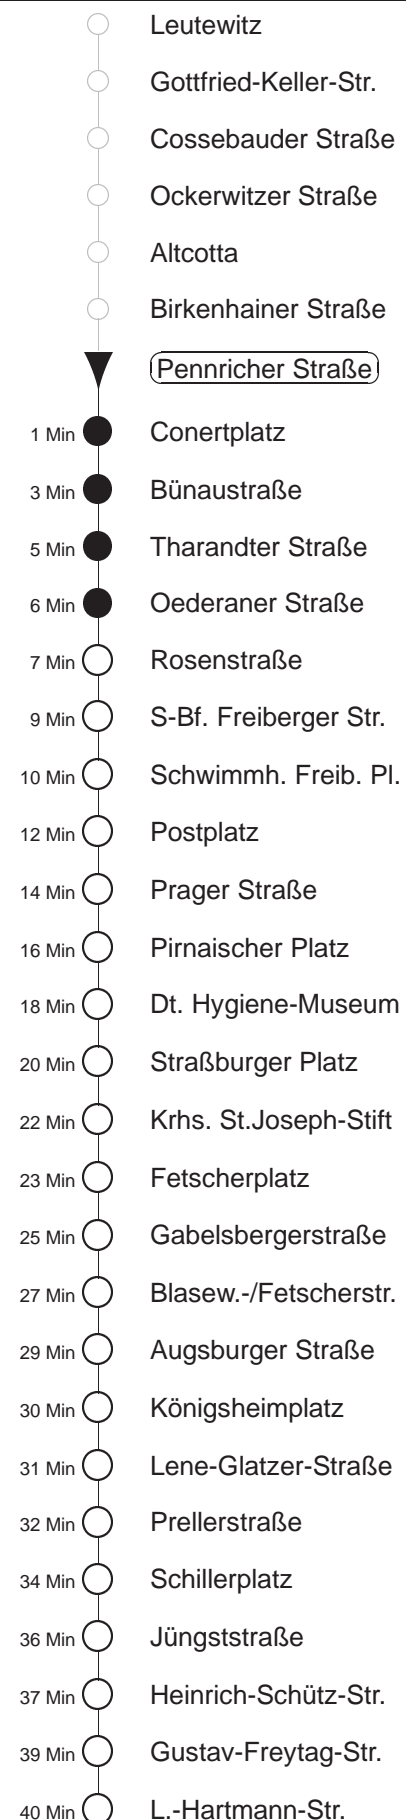 Leutewitz
Gottfried-Keller-Str.
Cossebauder Straße
Ockerwitzer Straße
Altcotta
Birkenhainer Straße
Pennricher Straße
1 Min Conertplatz
3 Min Bünaustraße
5 Min Tharandter Straße
6 Min Oederaner Straße
7 Min Rosenstraße
9 Min S-Bf. Freiberger Str.
10 Min Schwimmh. Freib. Pl.
12 Min Postplatz
14 Min Prager Straße
16 Min Pirnaischer Platz
18 Min Dt. Hygiene-Museum
20 Min Straßburger Platz
22 Min Krhs. St.Joseph-Stift
23 Min Fetscherplatz
25 Min Gabelsbergerstraße
27 Min Blasew.-/Fetscherstr.
29 Min Augsburger Straße
30 Min Königsheimplatz
31 Min Lene-Glatzer-Straße
32 Min Prellerstraße
34 Min Schillerplatz
36 Min Jüngststraße
37 Min Heinrich-Schütz-Str.
39 Min Gustav-Freytag-Str.
40 Min L.-Hartmann-Str.